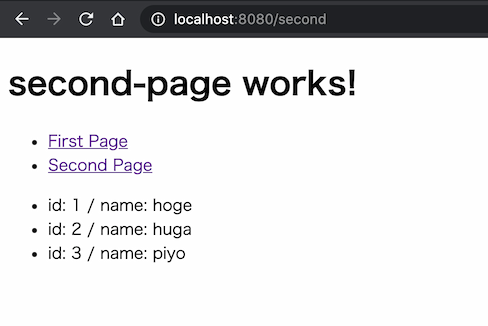 localhost:8080/second
second-page works!
First Page
Second Page
id: 1 / name: hoge
id: 2 / name: huga
id: 3 / name: piyo